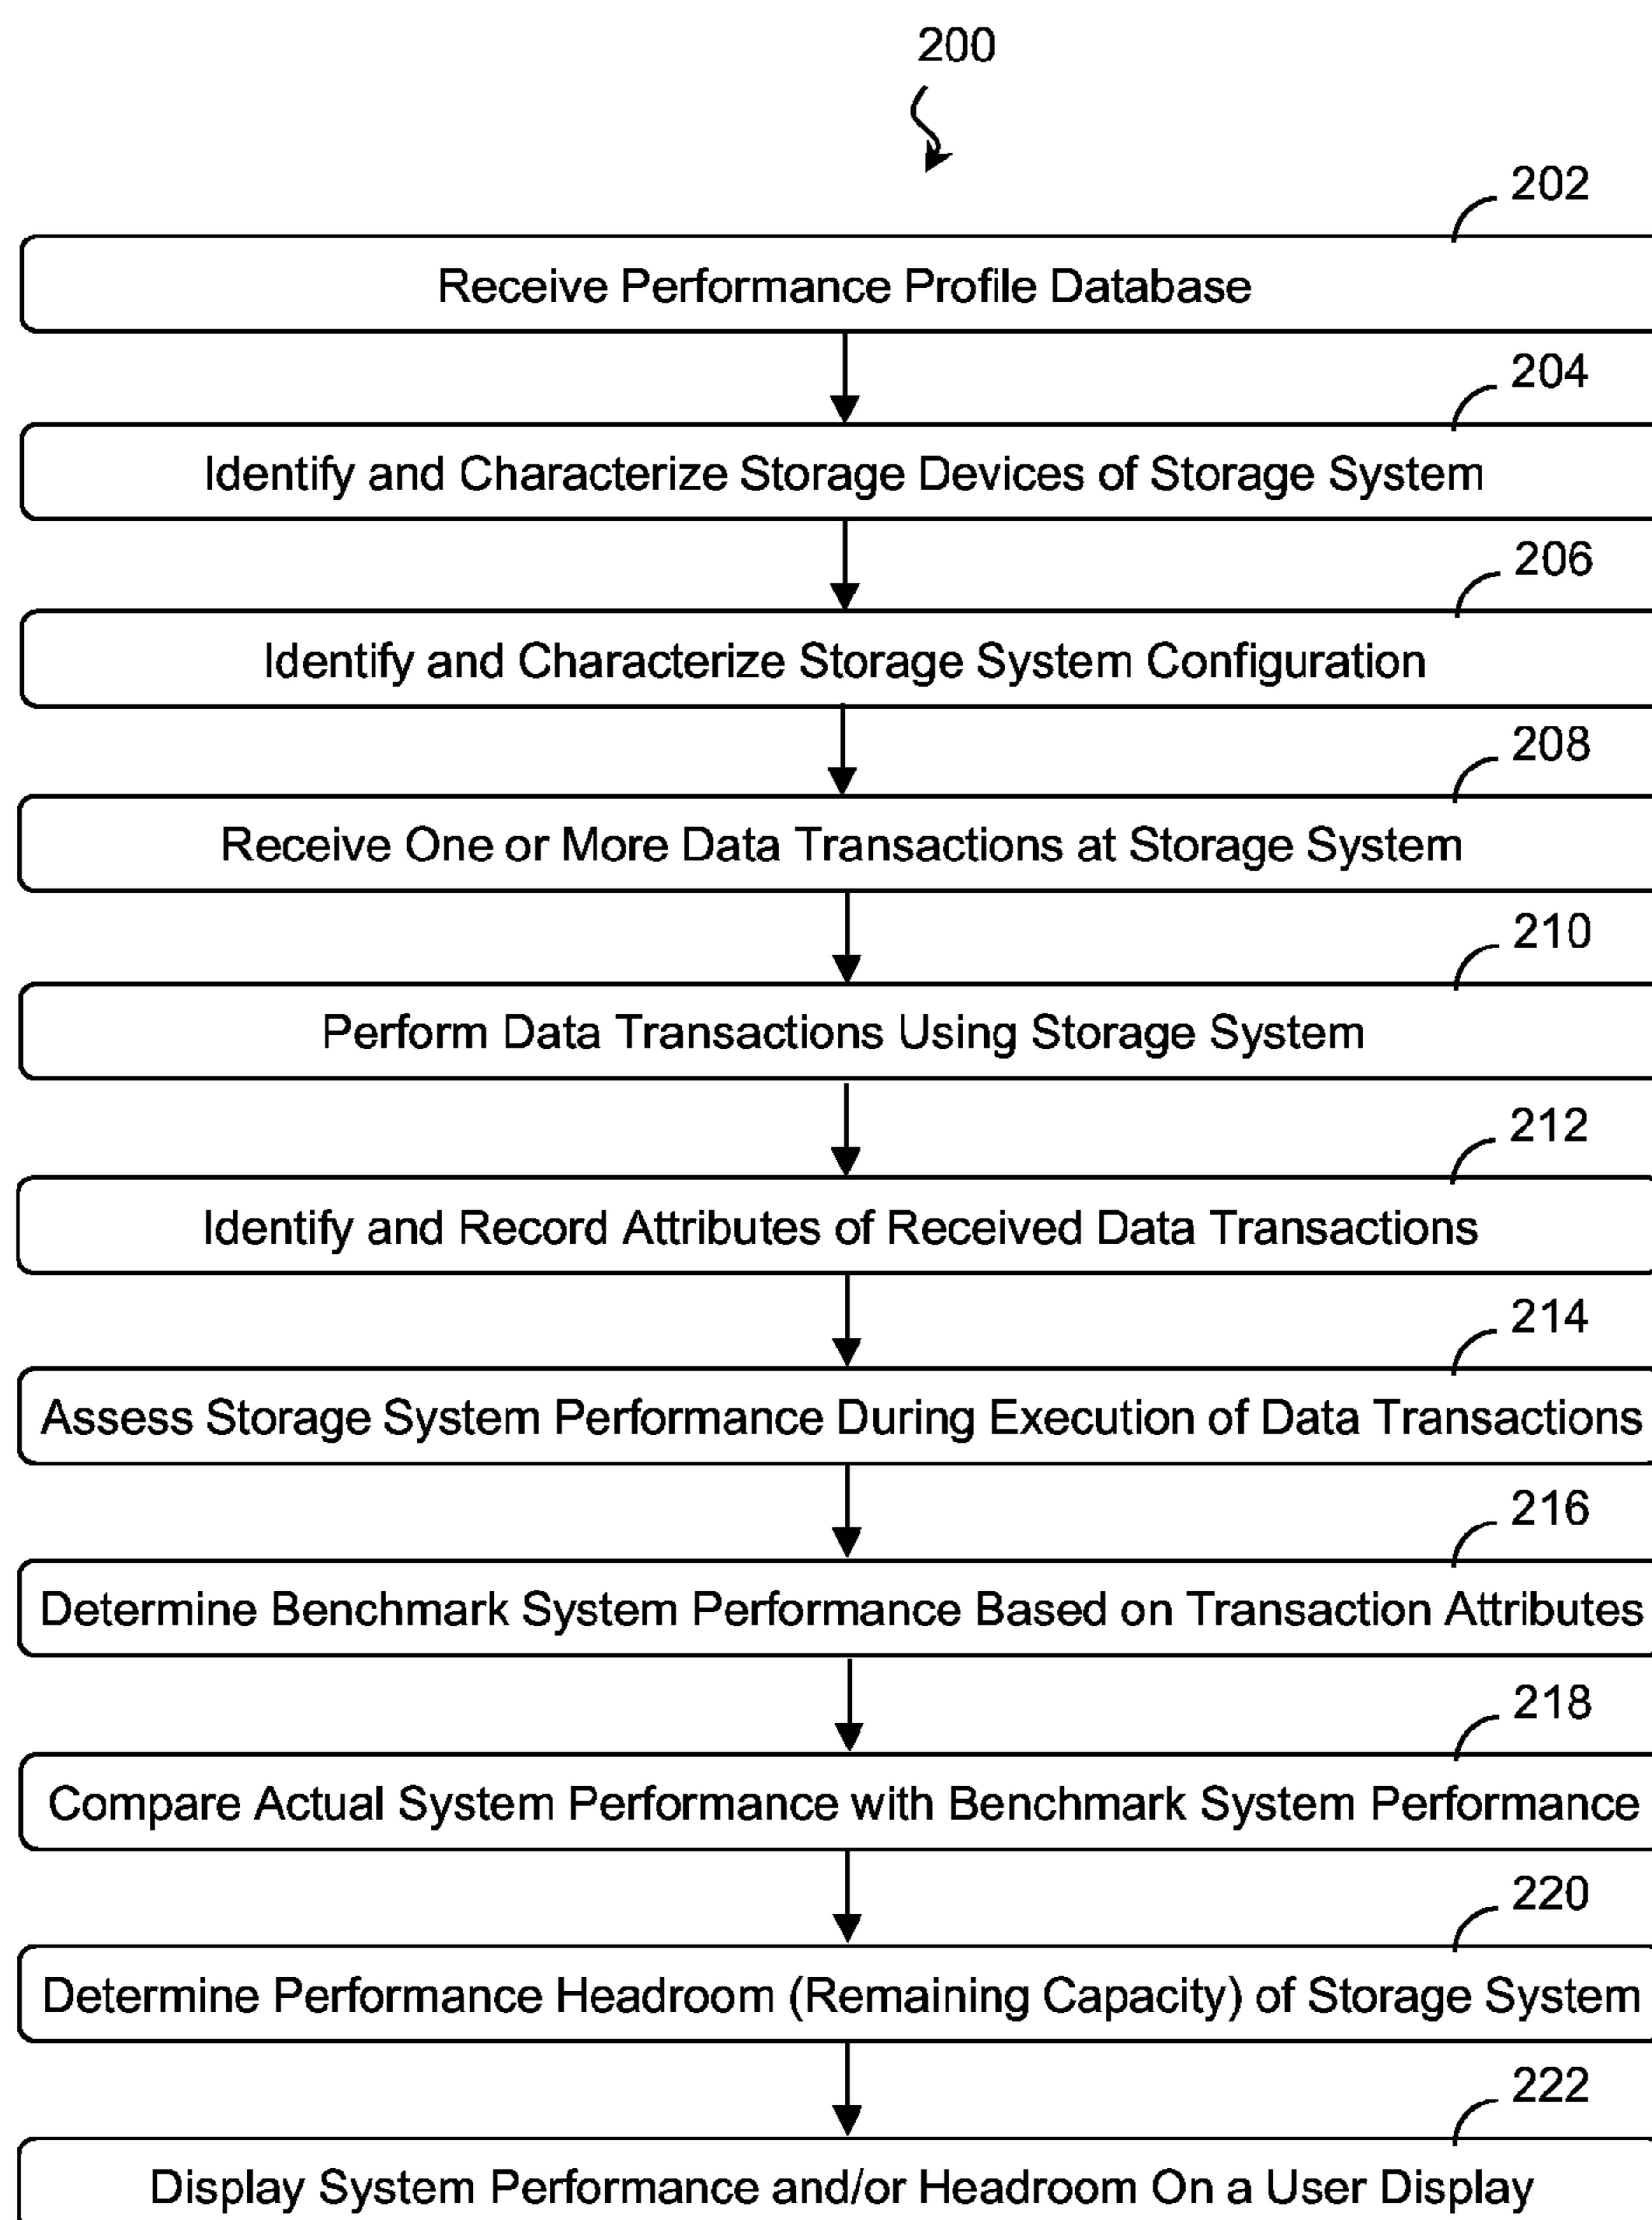 200
202
Receive Performance Profile Database
204
Identify and Characterize Storage Devices of Storage System
206
Identify and Characterize Storage System Configuration
208
Receive One or More Data Transactions at Storage System
210
Perform Data Transactions Using Storage System
212
Identify and Record Attributes of Received Data Transactions
214
Assess Storage System Performance During Execution of Data Transactions
216
Determine Benchmark System Performance Based on Transaction Attributes
218
Compare Actual System Performance with Benchmark System Performance
220
Determine Performance Headroom (Remaining Capacity) of Storage System
222
Display System Performance and/or Headroom On a User Display